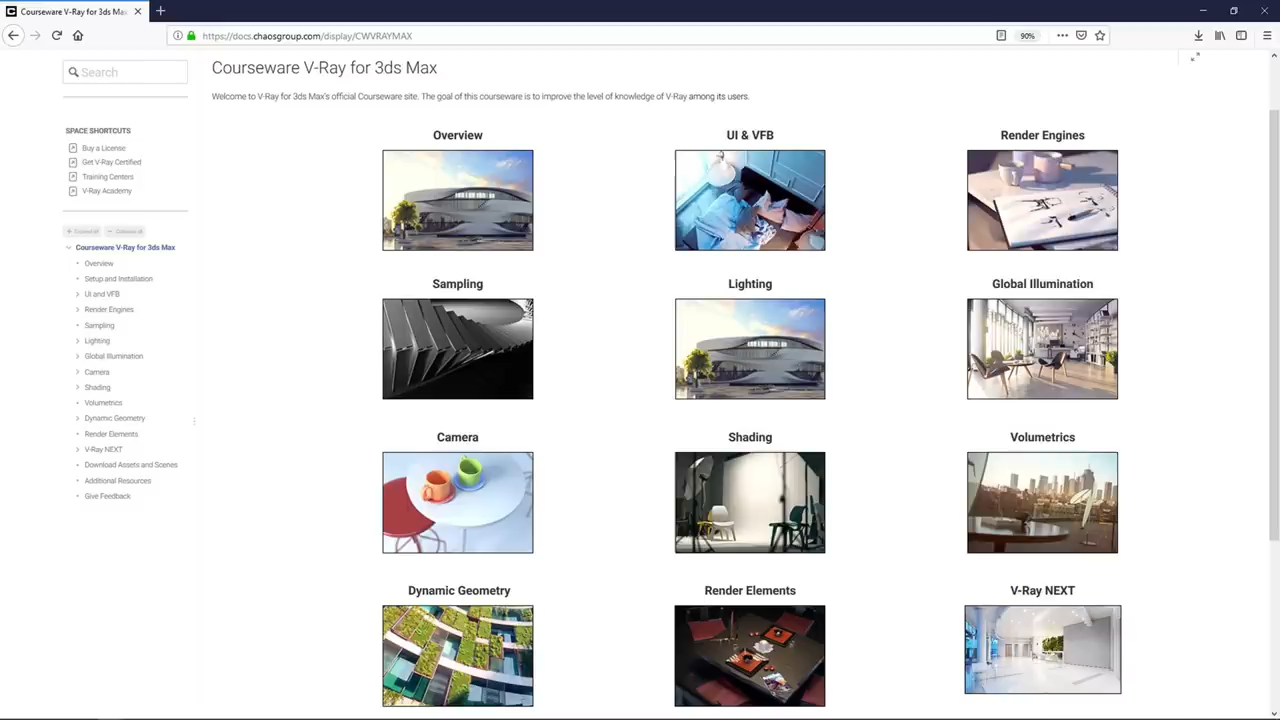 Courseware V-Ray for 3ds Ma
https://docs.chaosgroup.com/display/CWVRAYMAX
90%
Search
SPACE SHORTCUTS
Buy a License
Get V-Ray Certified
Training Centers
V-Ray Academy
Expand all
Collapse all
Courseware V-Ray for 3ds Max
Overview
Setup and Installation
UI and VFB
Render Engines
Sampling
Lighting
Global Illumination
Camera
Shading
Volumetrics
Dynamic Geometry
Render Elements
V-Ray NEXT
Download Assets and Scenes
Additional Resources
Give Feedback
Courseware V-Ray for 3ds Max
Welcome to V-Ray for 3ds Max's official Courseware site. The goal of this courseware is to improve the level of knowledge of V-Ray among its users.
Overview
UI & VFB
Render Engines
Sampling
Lighting
Global Illumination
Camera
Shading
Volumetrics
Dynamic Geometry
Render Elements
V-Ray NEXT